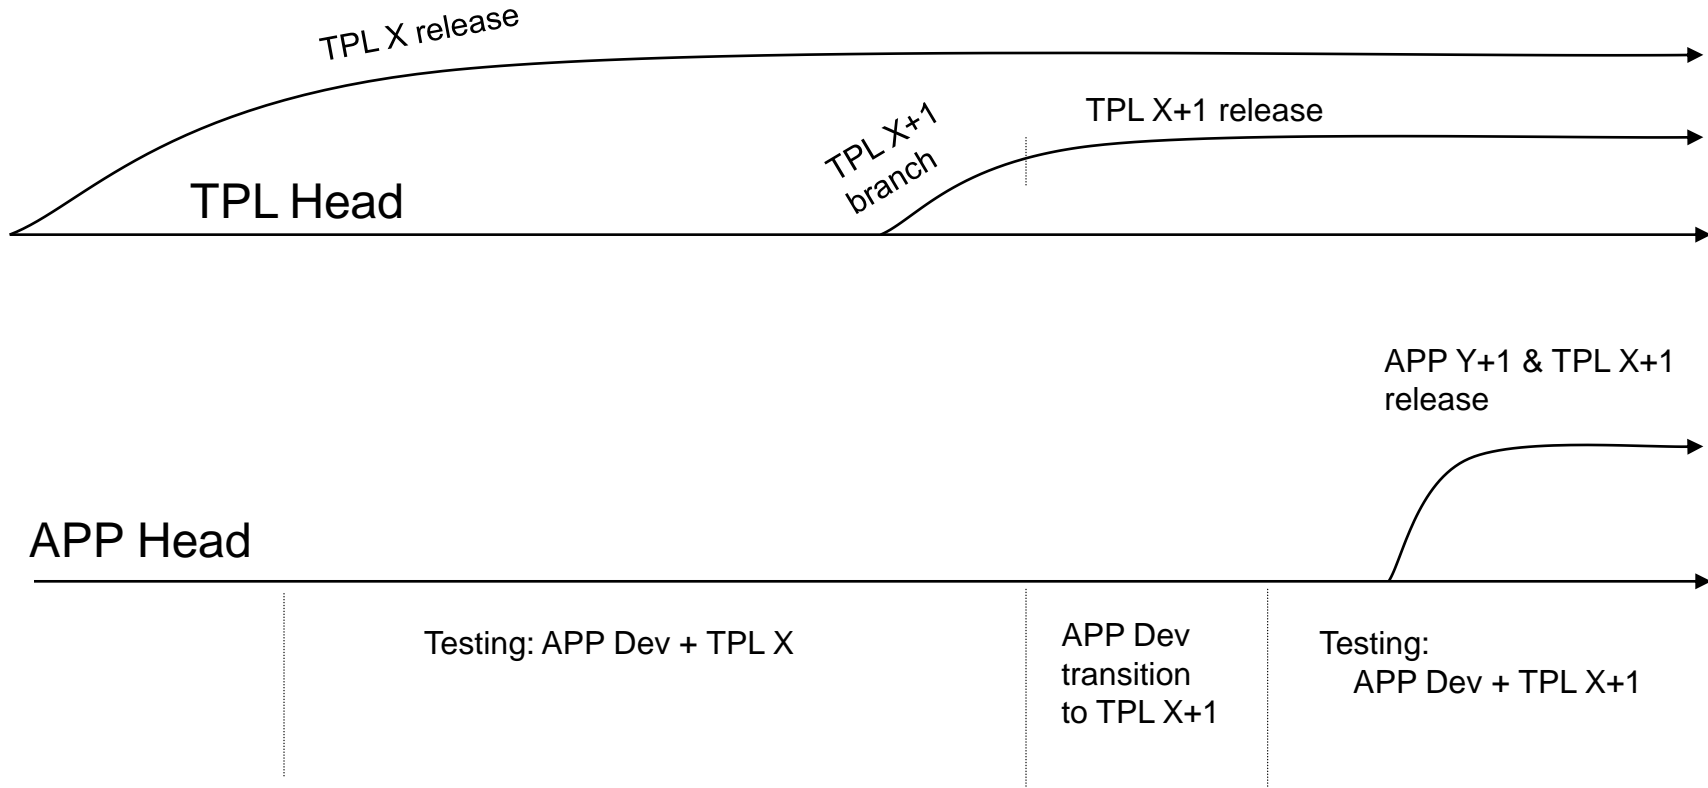 TPL X release
TPL X+1
branch
TPL X+1 release
TPL Head
APP Y+1 & TPL X+1
release
APP Head
Testing: APP Dev + TPL X
APP Dev
transition
to TPL X+1
Testing:
APP Dev + TPL X+1